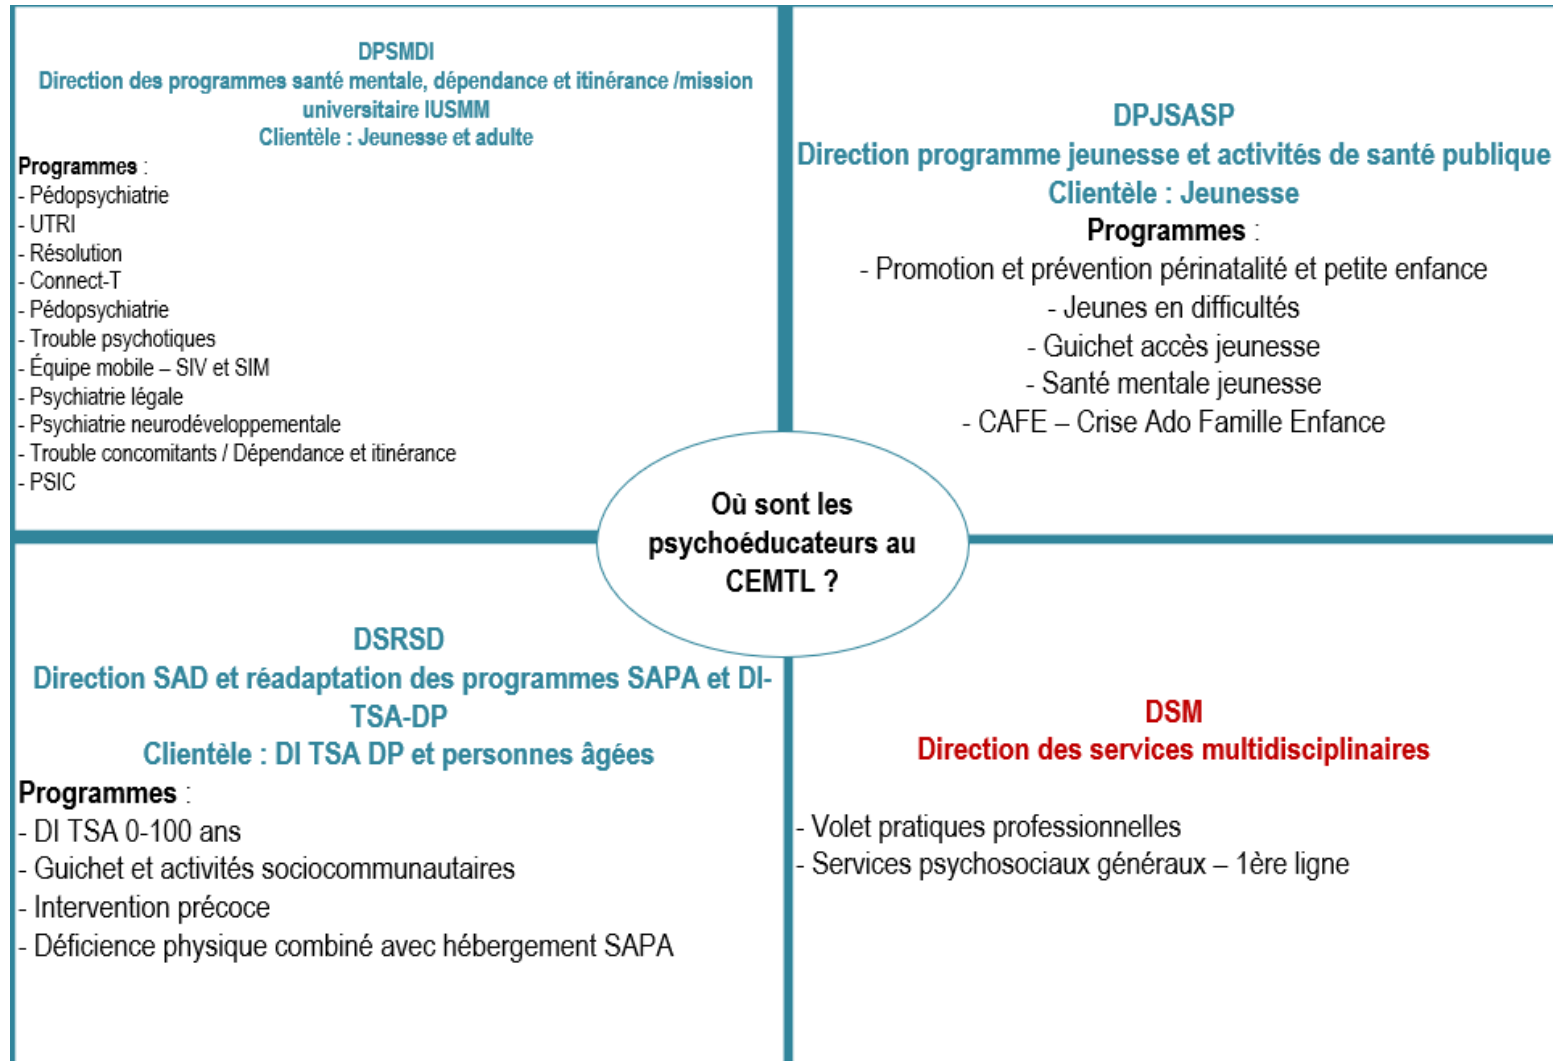 DPSMDI
Direction des programmes santé mentale, dépendance et itinérance /mission
universitaire IUSMM
Clientèle : Jeunesse et adulte
Programmes :
- Pédopsychiatrie
- UTRI
- Résolution
- Connect-T
- Pédopsychiatrie
- Trouble psychotiques
- Équipe mobile – SIV et SIM
- Psychiatrie légale
- Psychiatrie neurodéveloppementale
- Trouble concomitants / Dépendance et itinérance
- PSIC
DPJSASP
Direction programme jeunesse et activités de santé publique
Clientèle : Jeunesse
Programmes :
- Promotion et prévention périnatalité et petite enfance
- Jeunes en difficultés
- Guichet accès jeunesse
- Santé mentale jeunesse
- CAFE – Crise Ado Famille Enfance
Où sont les
psychoéducateurs au
CEMTL ?
DSRSD
Direction SAD et réadaptation des programmes SAPA et DI-
TSA-DP
Clientèle : DI TSA DP et personnes âgées
Programmes :
- DI TSA 0-100 ans
- Guichet et activités sociocommunautaires
- Intervention précoce
- Déficience physique combiné avec hébergement SAPA
DSM
Direction des services multidisciplinaires
- Volet pratiques professionnelles
- Services psychosociaux généraux – 1ère ligne